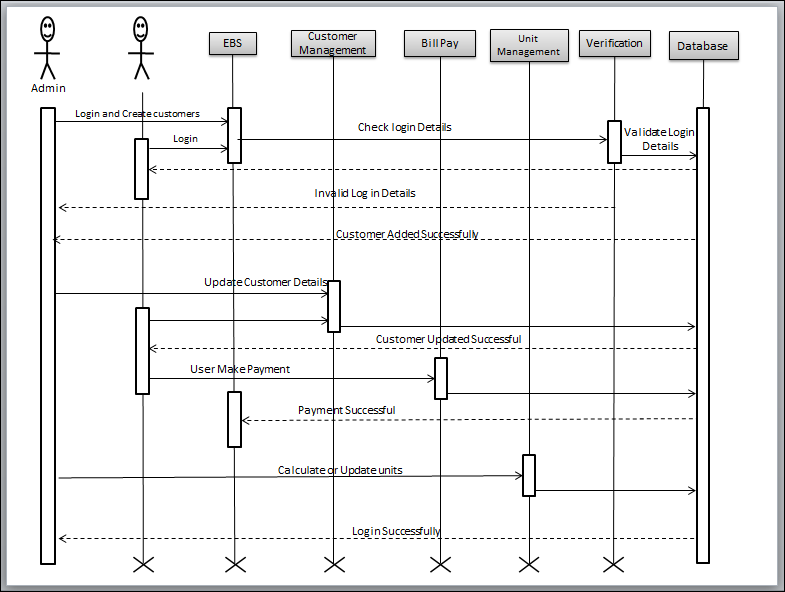 Admin
EBS
Customer
Management
Bill Pay
Unit
Management
Verification
Database
Login and Create customers
Login
Check login Details
Validate Login
Details
Invalid Log in Details
Customer Added Successfully
Update Customer Details
Customer Updated Successful
User Make Payment
Payment Successful
Calculate or Update units
Login Successfully